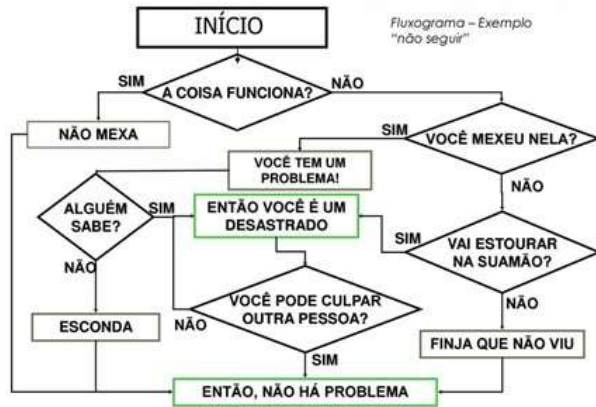 INÍCIO
Fluxograma – Exemplo
"não seguir"
SIM
A COISA FUNCIONA?
NÃO
NÃO MEXA
SIM
VOCÊ MEXEU NELA?
VOCÊ TEM UM
PROBLEMA!
NÃO
ALGUÉM
SABE?
SIM
ENTÃO VOCÊ É UM
DESASTRADO
SIM
VAI ESTOURAR
NA SUAMÃO?
NÃO
VOCÊ PODE CULPAR
OUTRA PESSOA?
NÃO
NÃO
ESCONDA
FINJA QUE NÃO VIU
SIM
ENTÃO, NÃO HÁ PROBLEMA